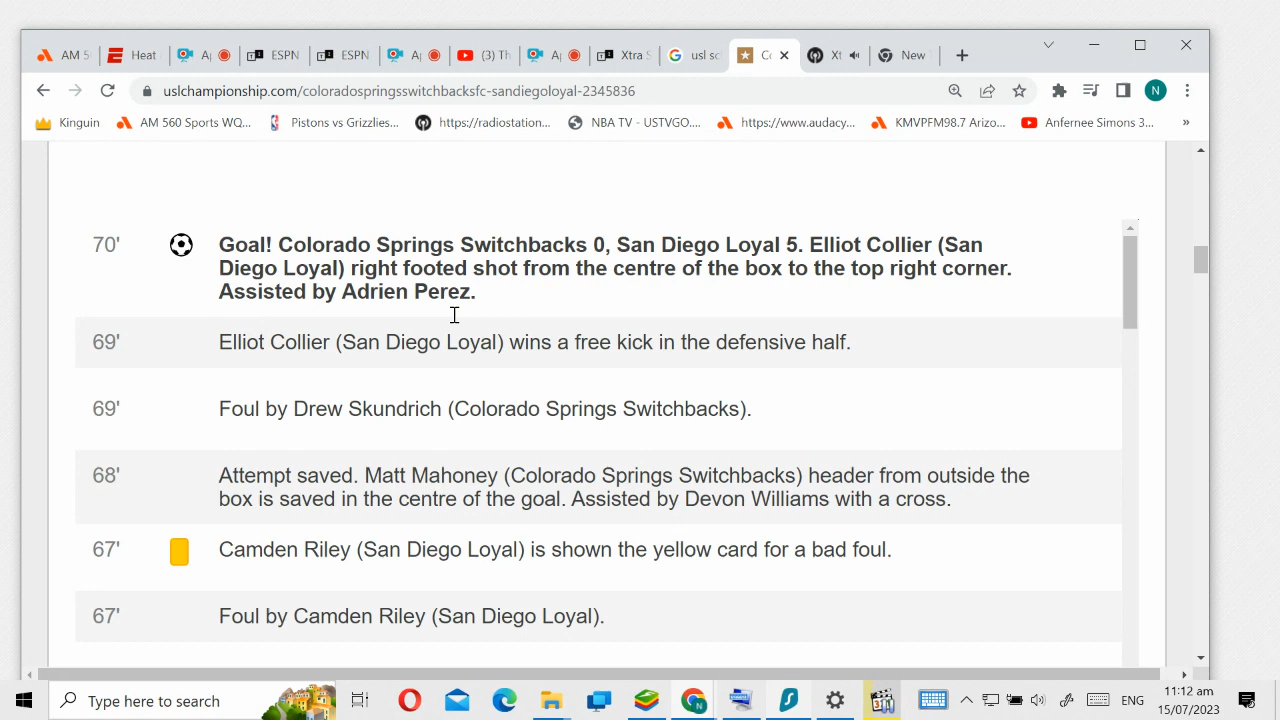 AM 5 Heat Ap ESPN ESPN Ap (3) Th Ap Xtra S usl sc Co Xt New
uslchampionship.com/coloradospringsswitchbacksfc-sandiegoloyal-2345836 N
Kinguin AM 560 Sports WQ... Pistons vs Grizzlies... https://radiostation... NBA TV - USTVGO.... https://www.audacy... KMVPFM98.7 Arizo... Anfernee Simons 3... »
70' Goal! Colorado Springs Switchbacks 0, San Diego Loyal 5. Elliot Collier (San
Diego Loyal) right footed shot from the centre of the box to the top right corner.
Assisted by Adrien Perez.
69' Elliot Collier (San Diego Loyal) wins a free kick in the defensive half.
69' Foul by Drew Skundrich (Colorado Springs Switchbacks).
68' Attempt saved. Matt Mahoney (Colorado Springs Switchbacks) header from outside the
box is saved in the centre of the goal. Assisted by Devon Williams with a cross.
67' Camden Riley (San Diego Loyal) is shown the yellow card for a bad foul.
67' Foul by Camden Riley (San Diego Loyal).
Type here to search ENG 11:12 am
15/07/2023